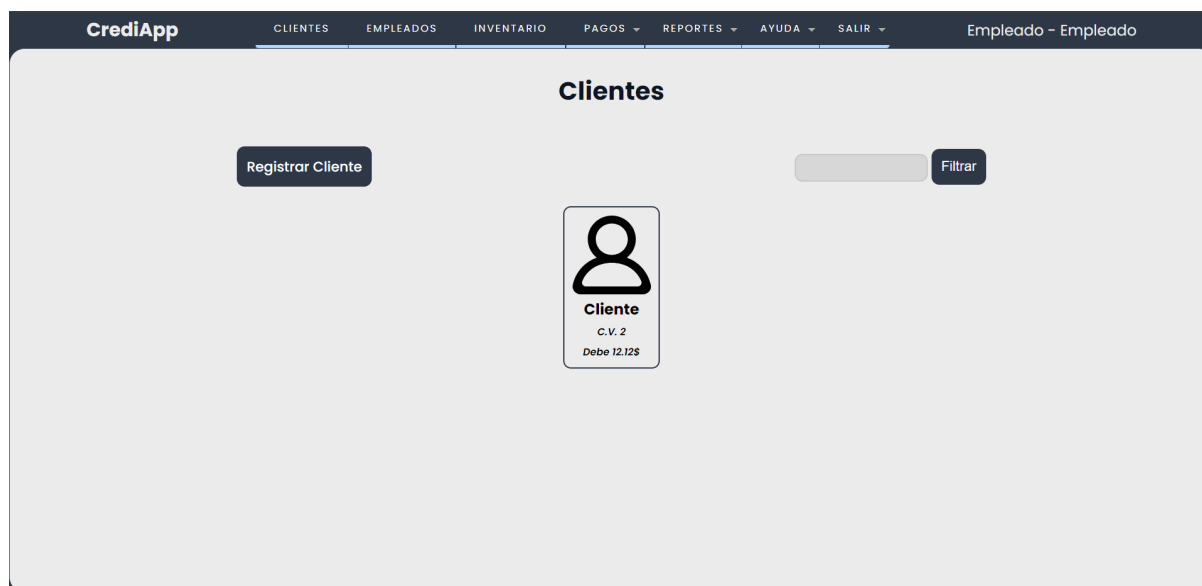 CrediApp CLIENTES EMPLEADOS INVENTARIO PAGOS REPORTES AYUDA SALIR Empleado - Empleado
Clientes
Registrar Cliente Filtrar
Cliente
C.V. 2
Debe 12.12$